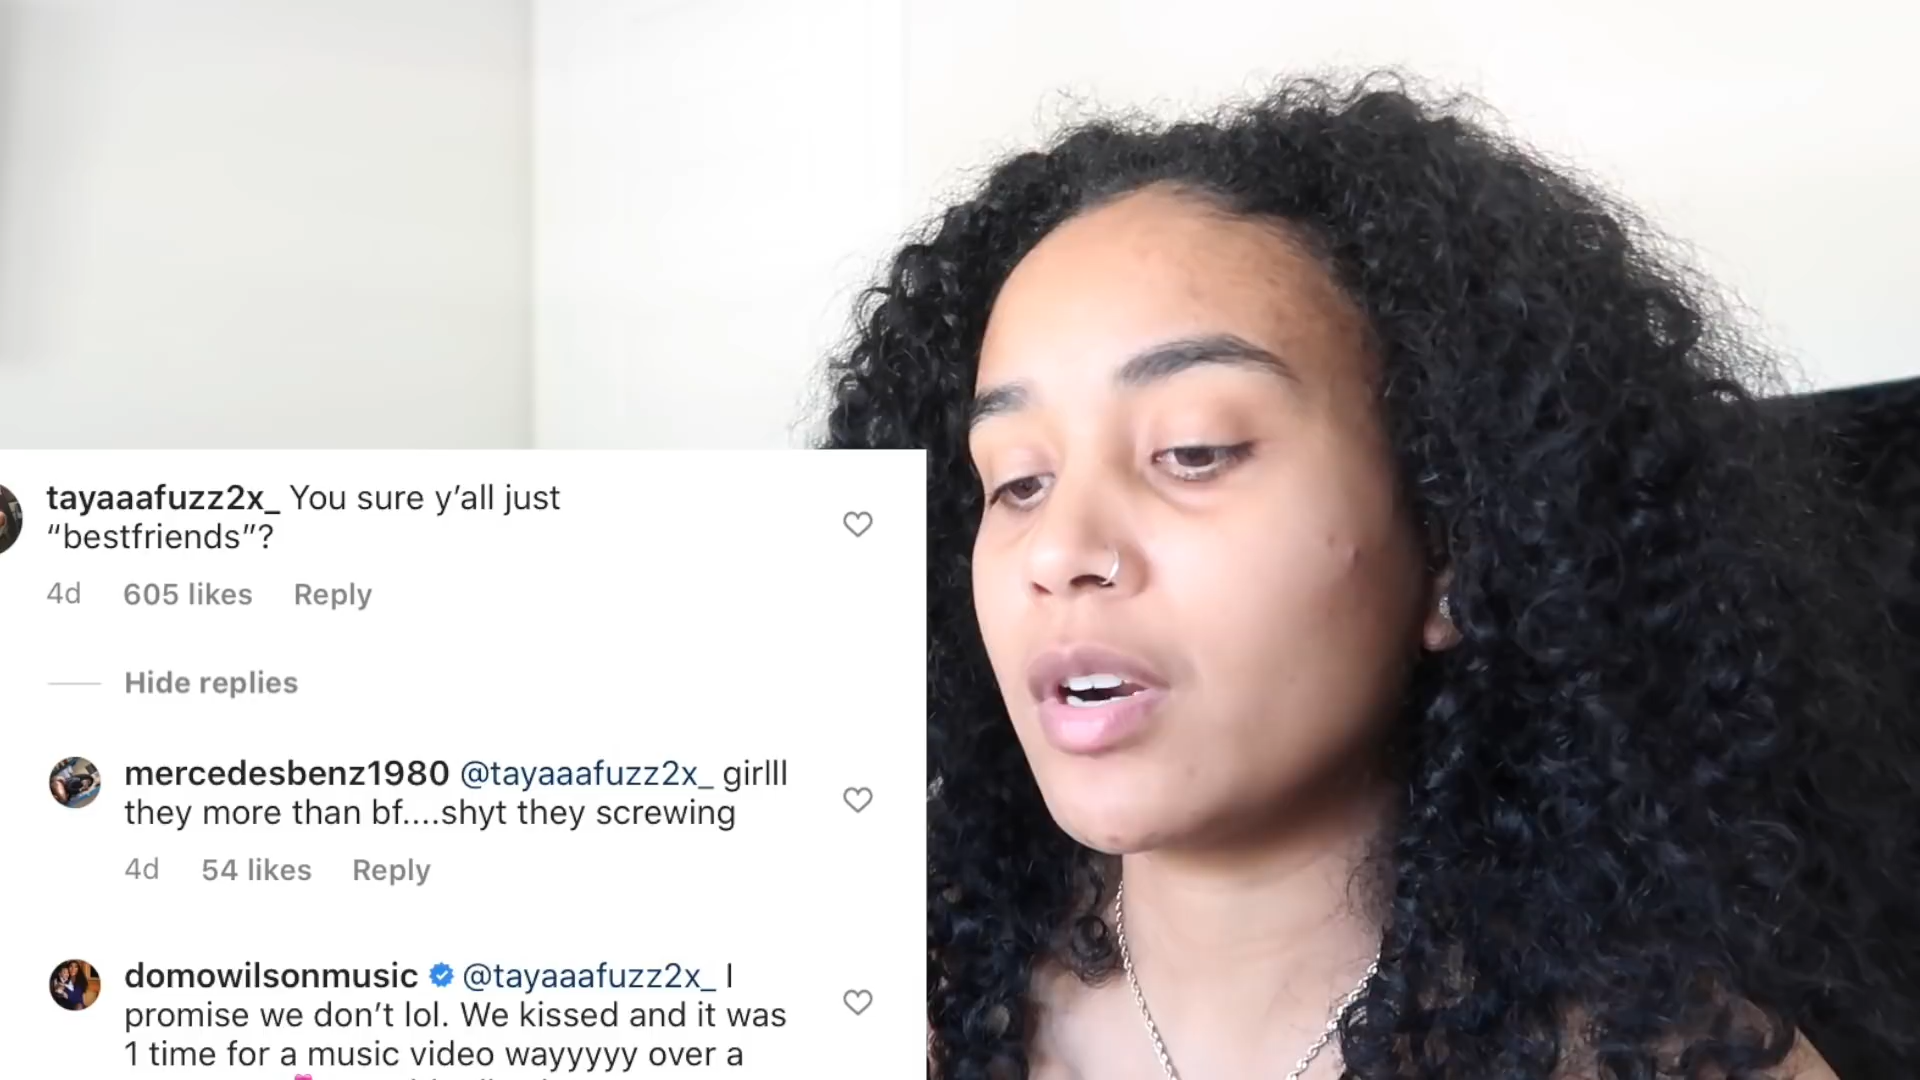 tayaaafuzz2x_ You sure y’all just
“bestfriends”?
4d 605 likes Reply
Hide replies
mercedesbenz1980 @tayaaafuzz2x_ girlll
they more than bf....shyt they screwing
4d 54 likes Reply
domowilsonmusic @tayaaafuzz2x_ I
promise we don’t lol. We kissed and it was
1 time for a music video wayyyyy over a